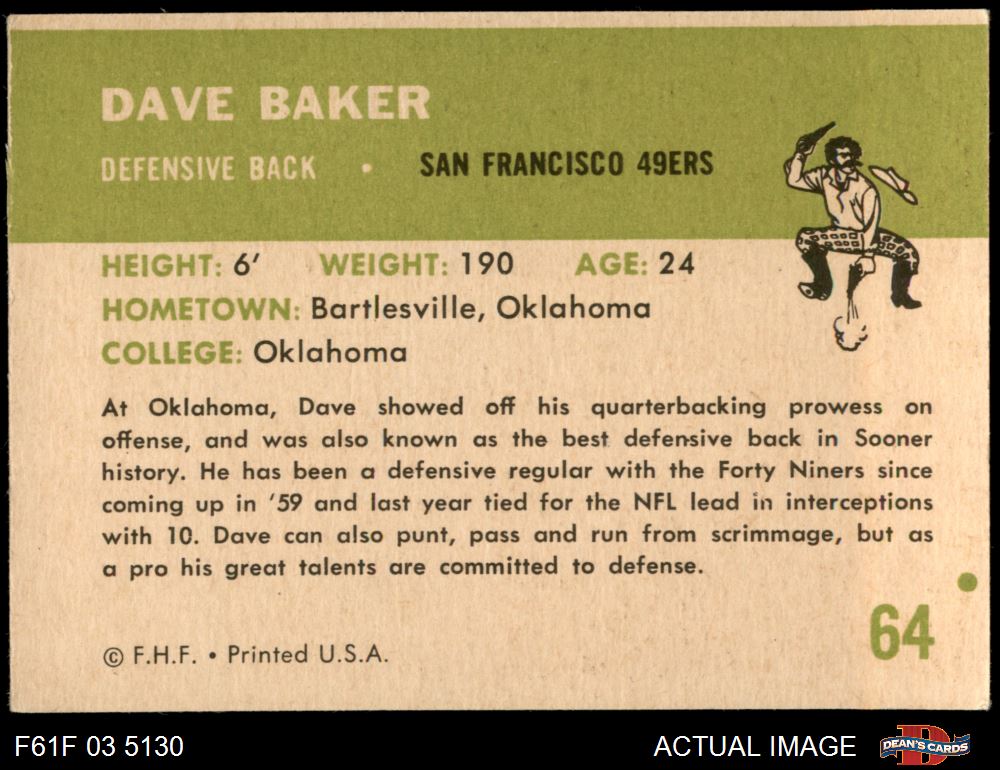 DAVE BAKER
DEFENSIVE BACK • SAN FRANCISCO 49ERS
HEIGHT: 6′ WEIGHT: 190 AGE: 24
HOMETOWN: Bartlesville, Oklahoma
COLLEGE: Oklahoma
At Oklahoma, Dave showed off his quarterbacking prowess on
offense, and was also known as the best defensive back in Sooner
history. He has been a defensive regular with the Forty Niners since
coming up in '59 and last year tied for the NFL lead in interceptions
with 10. Dave can also punt, pass and run from scrimmage, but as
a pro his great talents are committed to defense.
64
© F.H.F. • Printed U.S.A.
F61F 03 5130 ACTUAL IMAGE D DEAN'S CARDS